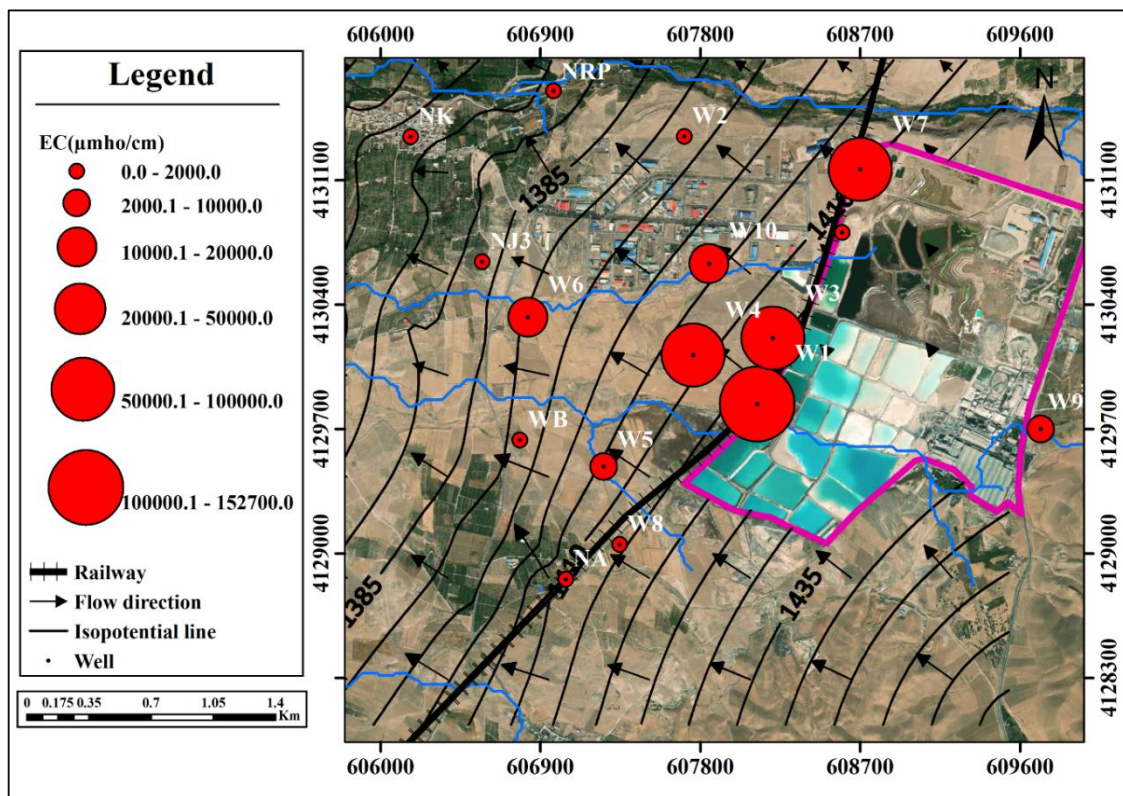 Legend
EC(μmho/cm)
0.0 - 2000.0
2000.1 - 10000.0
10000.1 - 20000.0
20000.1 - 50000.0
50000.1 - 100000.0
100000.1 - 152700.0
Railway
Flow direction
Isopotential line
Well
0 0.175 0.35 0.7 1.05 1.4
Km
606000 606900 607800 608700 609600
N
NRP
NK
W2
W7
4131100 4131100
1385
1410
NJ3
W10
W6
W3
4130400 4130400
W4
W1
4129700 4129700
WB
W5
W9
W8
NA
4129000 4129000
1410
1385
1435
4128300 4128300
606000 606900 607800 608700 609600